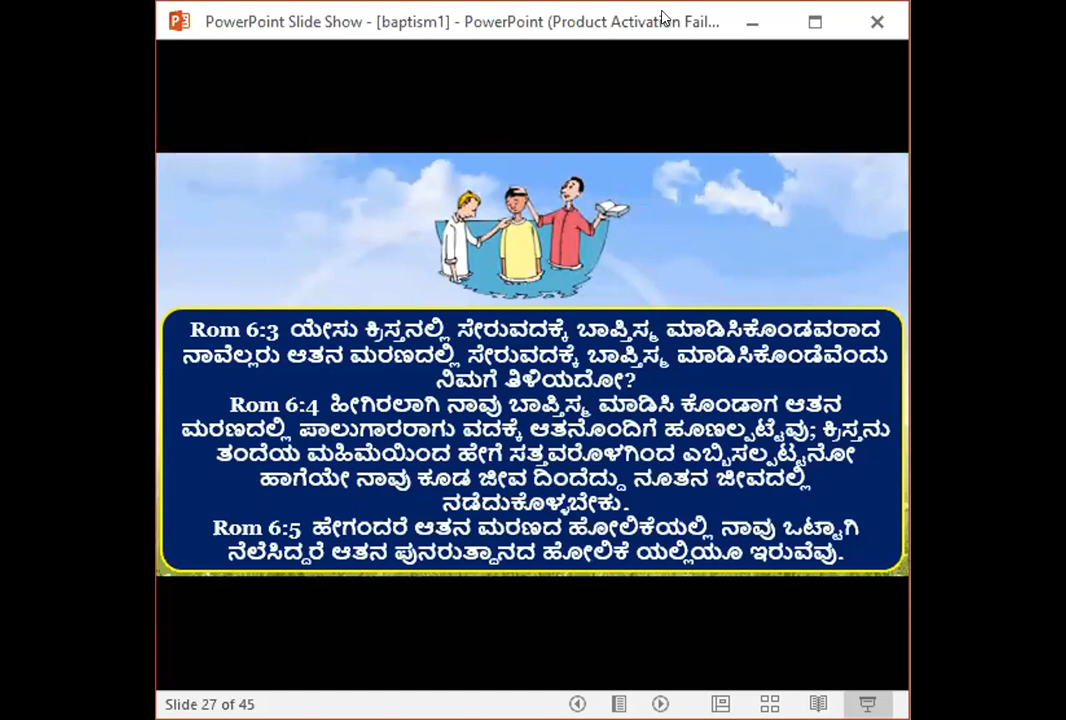 PowerPoint Slide Show - [baptism1] - PowerPoint (Product Activation Fail...
Rom 6:3 ಯೇಸು ಕ್ರಿಸ್ತನಲ್ಲಿ ಸೇರುವದಕ್ಕೆ ಬಾಪ್ತಿಸ್ಮ ಮಾಡಿಸಿಕೊಂಡವರಾದ
ನಾವೆಲ್ಲರು ಆತನ ಮರಣದಲ್ಲಿ ಸೇರುವದಕ್ಕೆ ಬಾಪ್ತಿಸ್ಮ ಮಾಡಿಸಿಕೊಂಡೆವೆಂದು
ನಿಮಗೆ ತಿಳಿಯದೋ?
Rom 6:4 ಹೀಗಿರಲಾಗಿ ನಾವು ಬಾಪ್ತಿಸ್ಮ ಮಾಡಿಸಿ ಕೊಂಡಾಗ ಆತನ
ಮರಣದಲ್ಲಿ ಪಾಲುಗಾರರಾಗು ವದಕ್ಕೆ ಆತನೊಂದಿಗೆ ಹೂಣಲ್ಪಟ್ಟೆವು; ಕ್ರಿಸ್ತನು
ತಂದೆಯ ಮಹಿಮೆಯಿಂದ ಹೇಗೆ ಸತ್ತವರೊಳಗಿಂದ ಎಬ್ಬಿಸಲ್ಪಟ್ಟನೋ
ಹಾಗೆಯೇ ನಾವು ಕೂಡ ಜೀವ ದಿಂದೆದ್ದು ನೂತನ ಜೀವದಲ್ಲಿ
ನಡೆದುಕೊಳ್ಳಬೇಕು.
Rom 6:5 ಹೇಗಂದರೆ ಆತನ ಮರಣದ ಹೋಲಿಕೆಯಲ್ಲಿ ನಾವು ಒಟ್ಟಾಗಿ
ನೆಲೆಸಿದ್ದರೆ ಆತನ ಪುನರುತ್ಥಾನದ ಹೋಲಿಕೆ ಯಲ್ಲಿಯೂ ಇರುವೆವು.
Slide 27 of 45